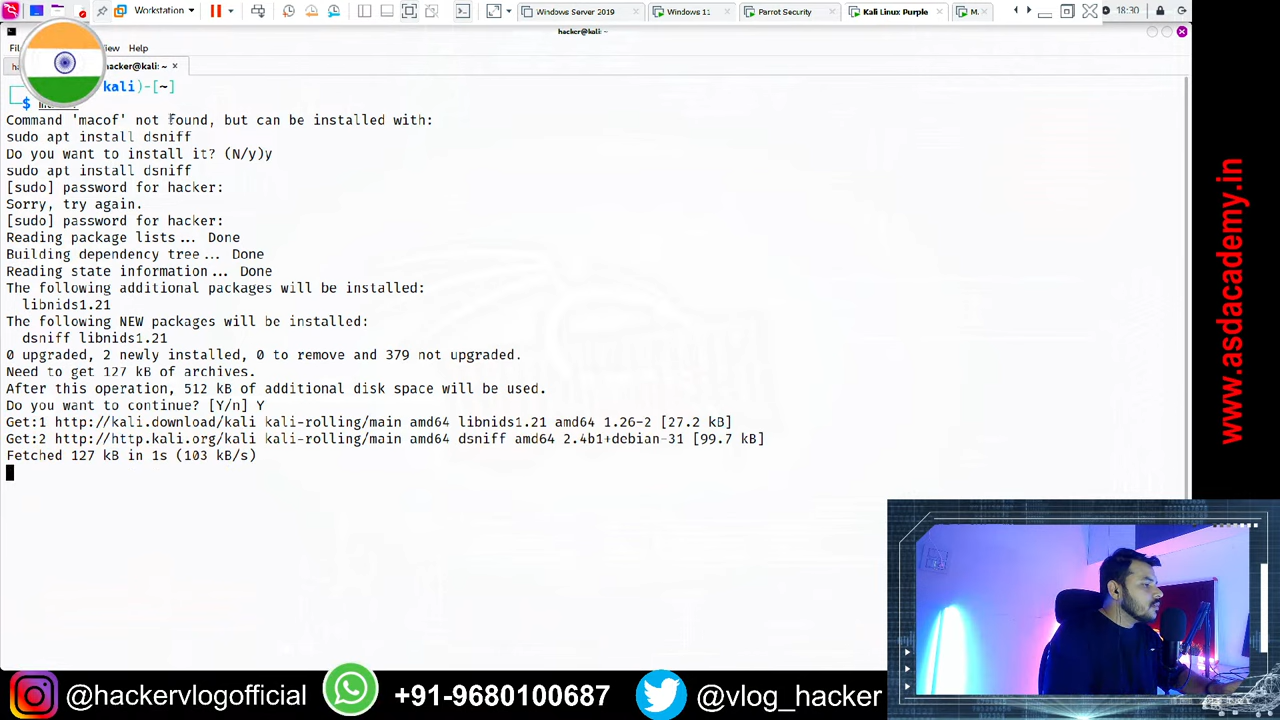 Workstation
Windows Server 2019
Windows 1
Parrot Security
Kali Linux Purple
M
18:30
hacker@kali: ~
View Help
hacker@kali: ~
kali)-[~]
$
Command 'macof' not found, but can be installed with:
sudo apt install dsniff
Do you want to install it? (N/y)y
sudo apt install dsniff
[sudo] password for hacker:
Sorry, try again.
[sudo] password for hacker:
Reading package lists... Done
Building dependency tree... Done
Reading state information... Done
The following additional packages will be installed:
libnids1.21
The following NEW packages will be installed:
dsniff libnids1.21
0 upgraded, 2 newly installed, 0 to remove and 379 not upgraded.
Need to get 127 kB of archives.
After this operation, 512 kB of additional disk space will be used.
Do you want to continue? [Y/n] Y
Get:1 http://kali.download/kali kali-rolling/main amd64 libnids1.21 amd64 1.26-2 [27.2 kB]
Get:2 http://http.kali.org/kali kali-rolling/main amd64 dsniff amd64 2.4b1+debian-31 [99.7 kB]
Fetched 127 kB in 1s (103 kB/s)
www.asdacademy.in
@hackervogofficial
+91-9680100687
@vlog_hacker